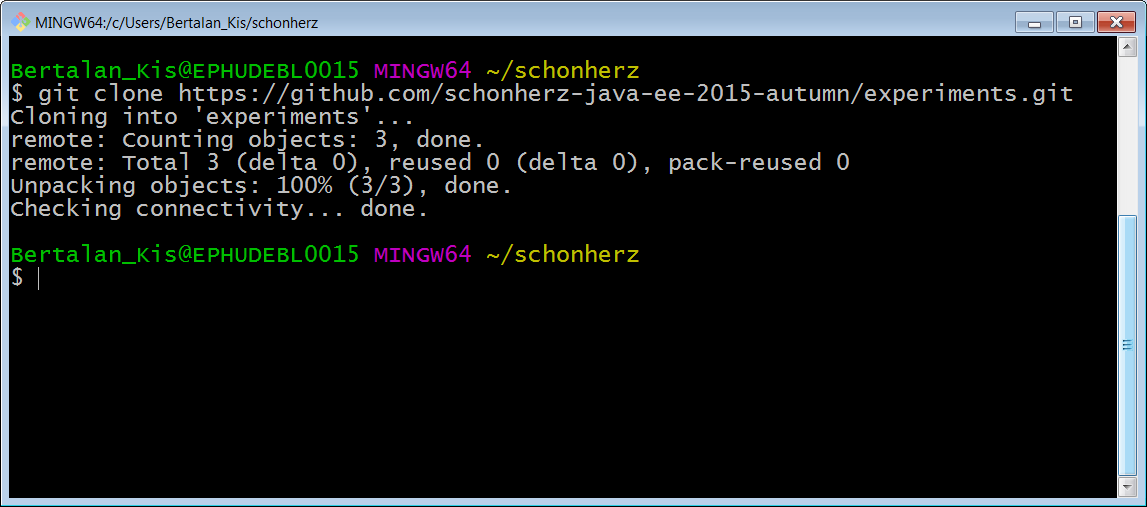 MINGW64:/c/Users/Bertalan_Kis/schonherz
Bertalan_Kis@EPHUDEBL0015 MINGW64 ~/schonherz
$ git clone https://github.com/schonherz-java-ee-2015-autumn/experiments.git
Cloning into 'experiments'...
remote: Counting objects: 3, done.
remote: Total 3 (delta 0), reused 0 (delta 0), pack-reused 0
Unpacking objects: 100% (3/3), done.
Checking connectivity... done.
Bertalan_Kis@EPHUDEBL0015 MINGW64 ~/schonherz
$